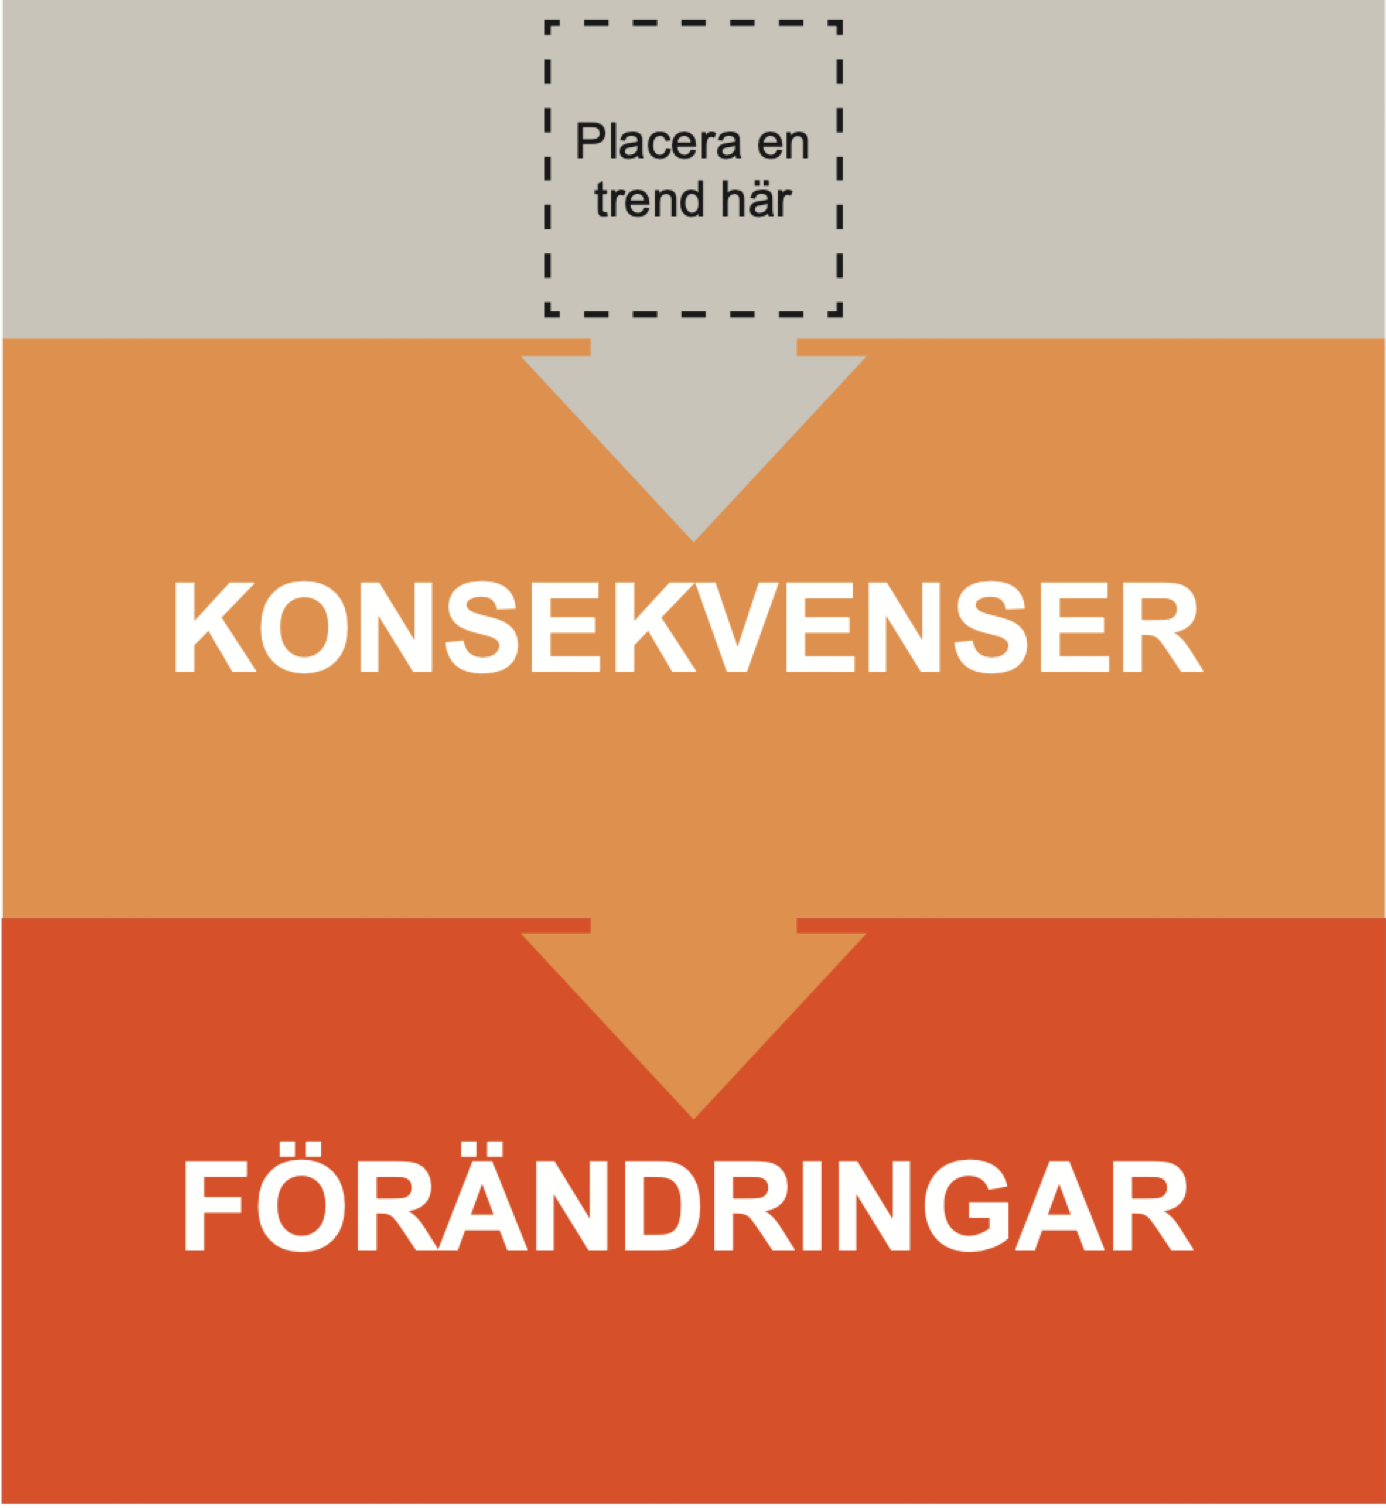 Placera en
trend här
KONSEKVENSER
FÖRÄNDRINGAR